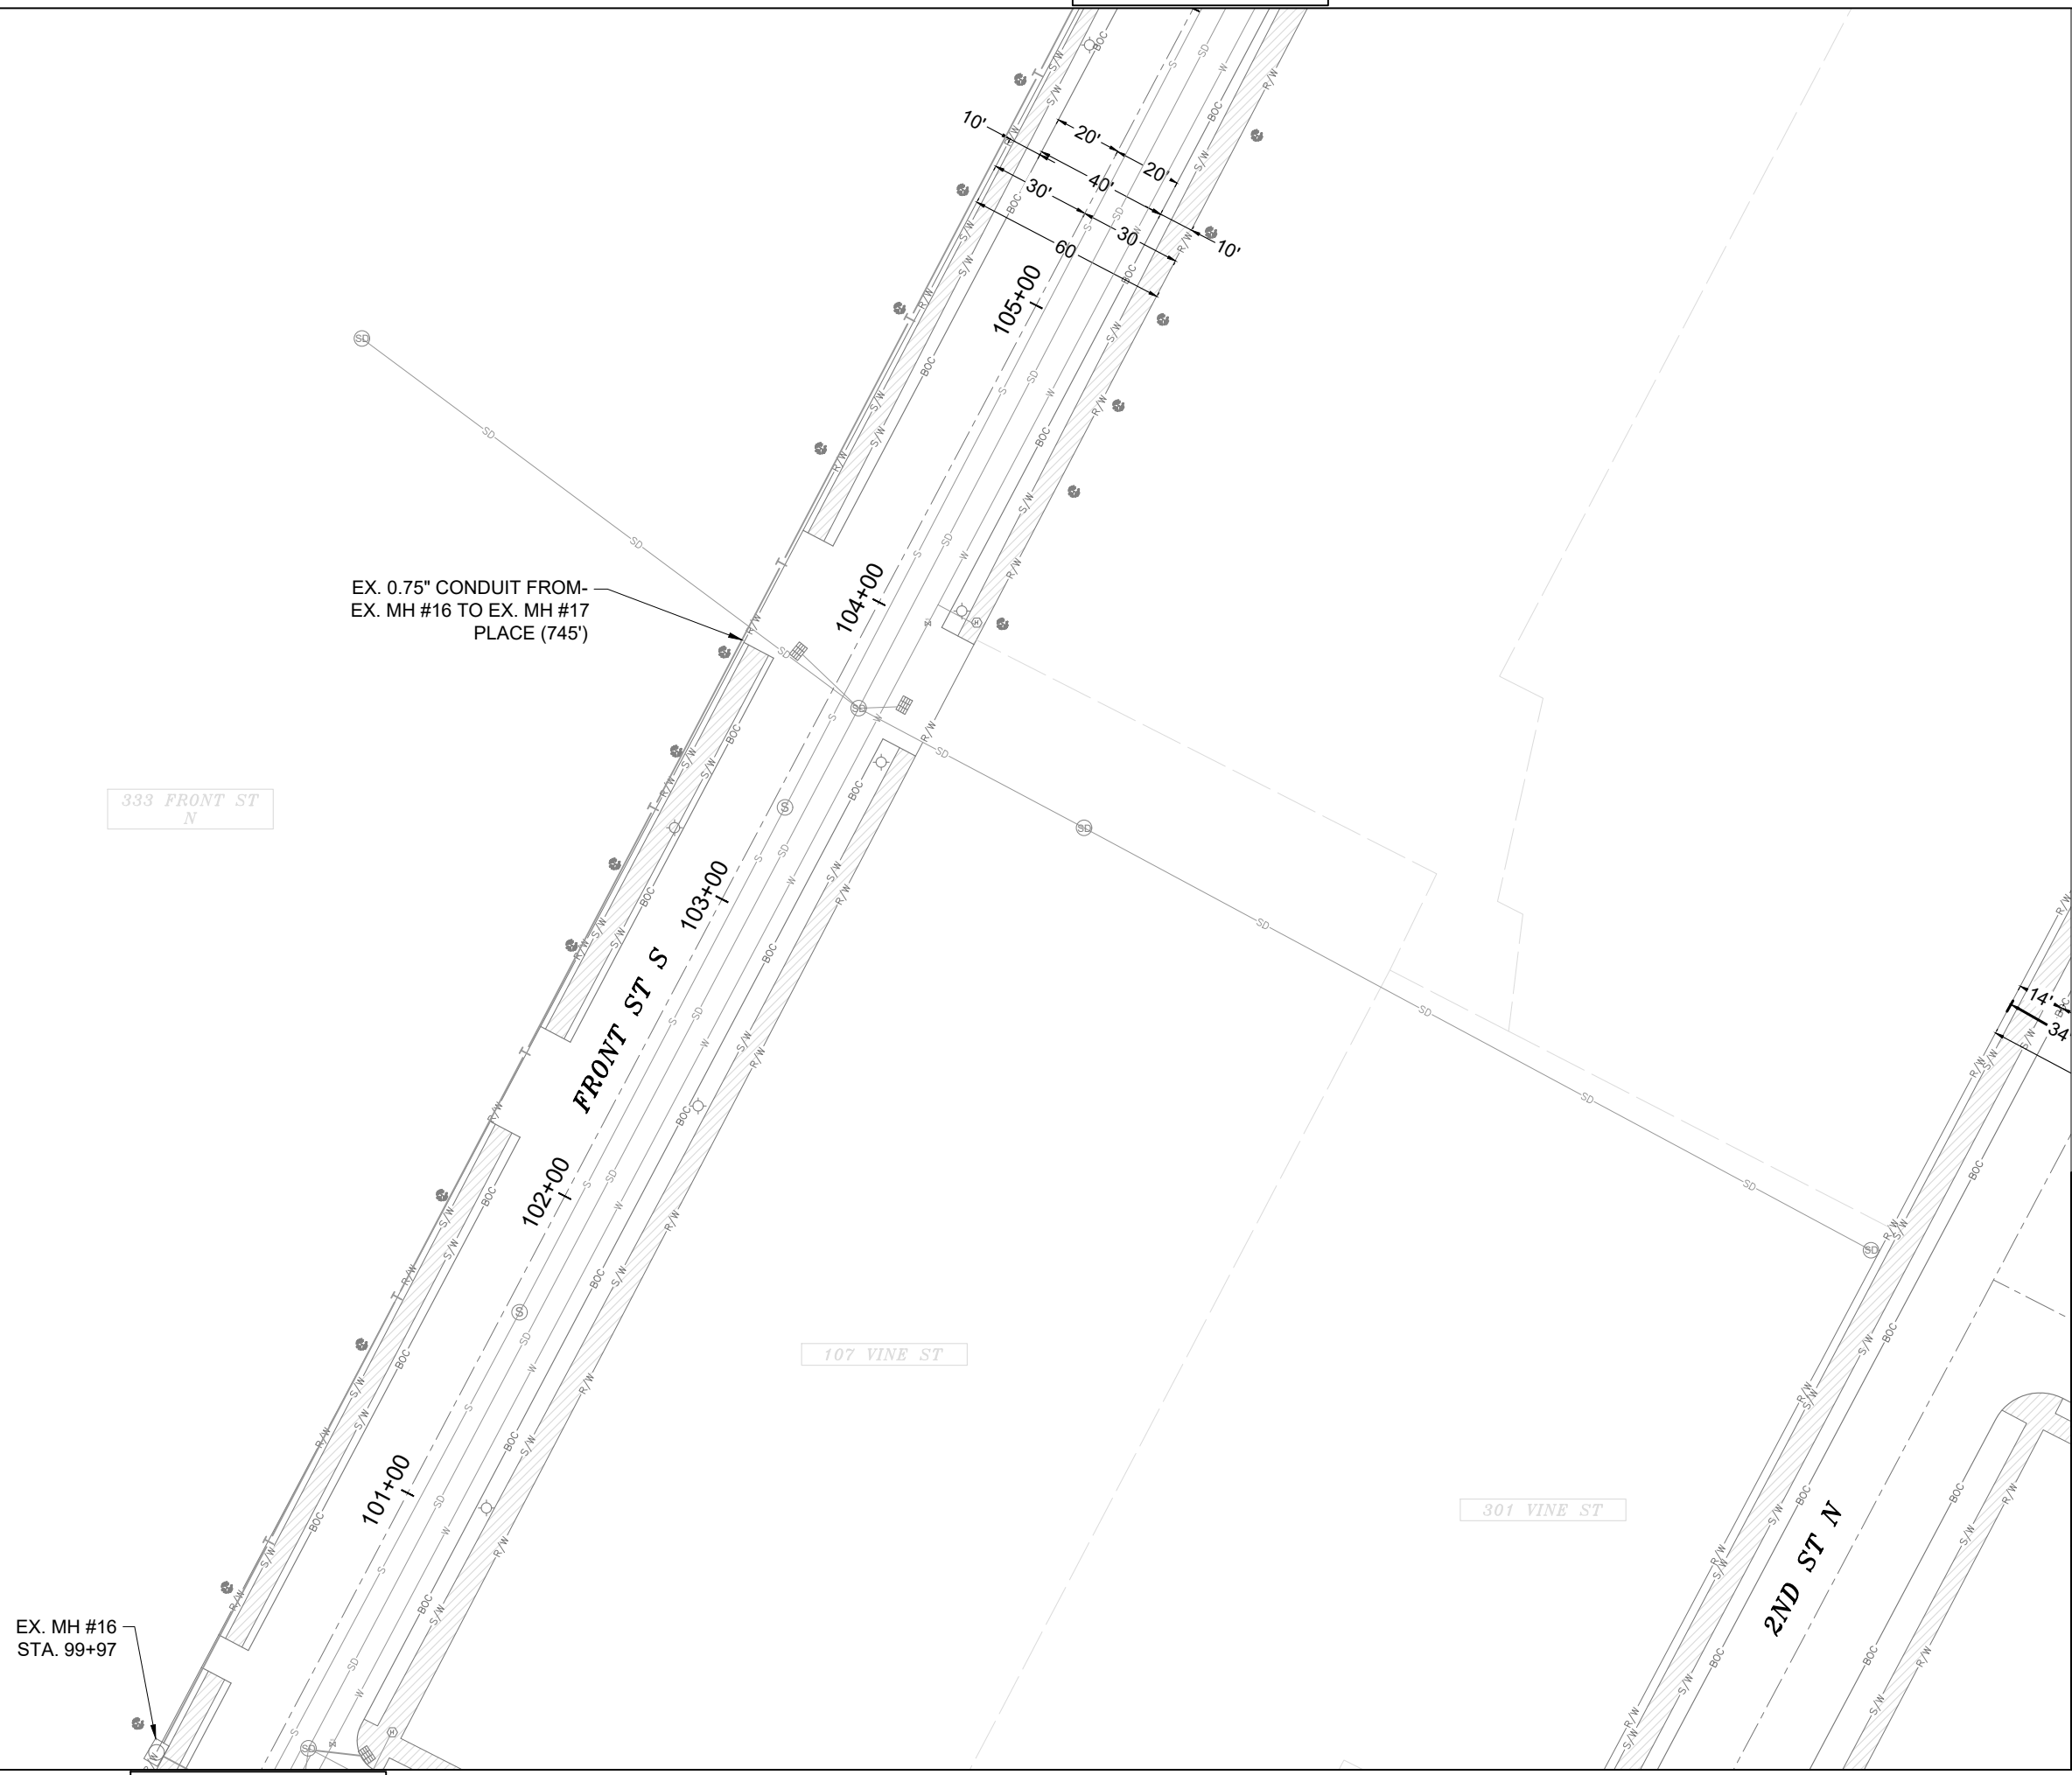 10'
20'
20'
40'
30'
30
60
10'
105+00
104+00
EX. 0.75" CONDUIT FROM-
EX. MH #16 TO EX. MH #17
PLACE (745')
333 FRONT ST
N
103+00
FRONT ST S
14'
34
102+00
107 VINE ST
101+00
301 VINE ST
2ND ST N
EX. MH #16
STA. 99+97
R/W
S/W
BOC
SD
S
W
T
H